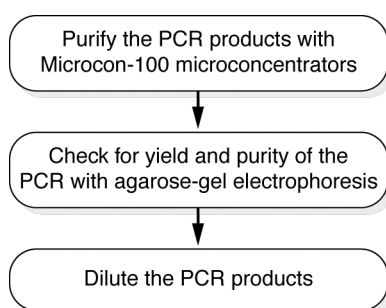 Purify the PCR products with
Microcon-100 microconcentrators
Check for yield and purity of the
PCR with agarose-gel electrophoresis
Dilute the PCR products